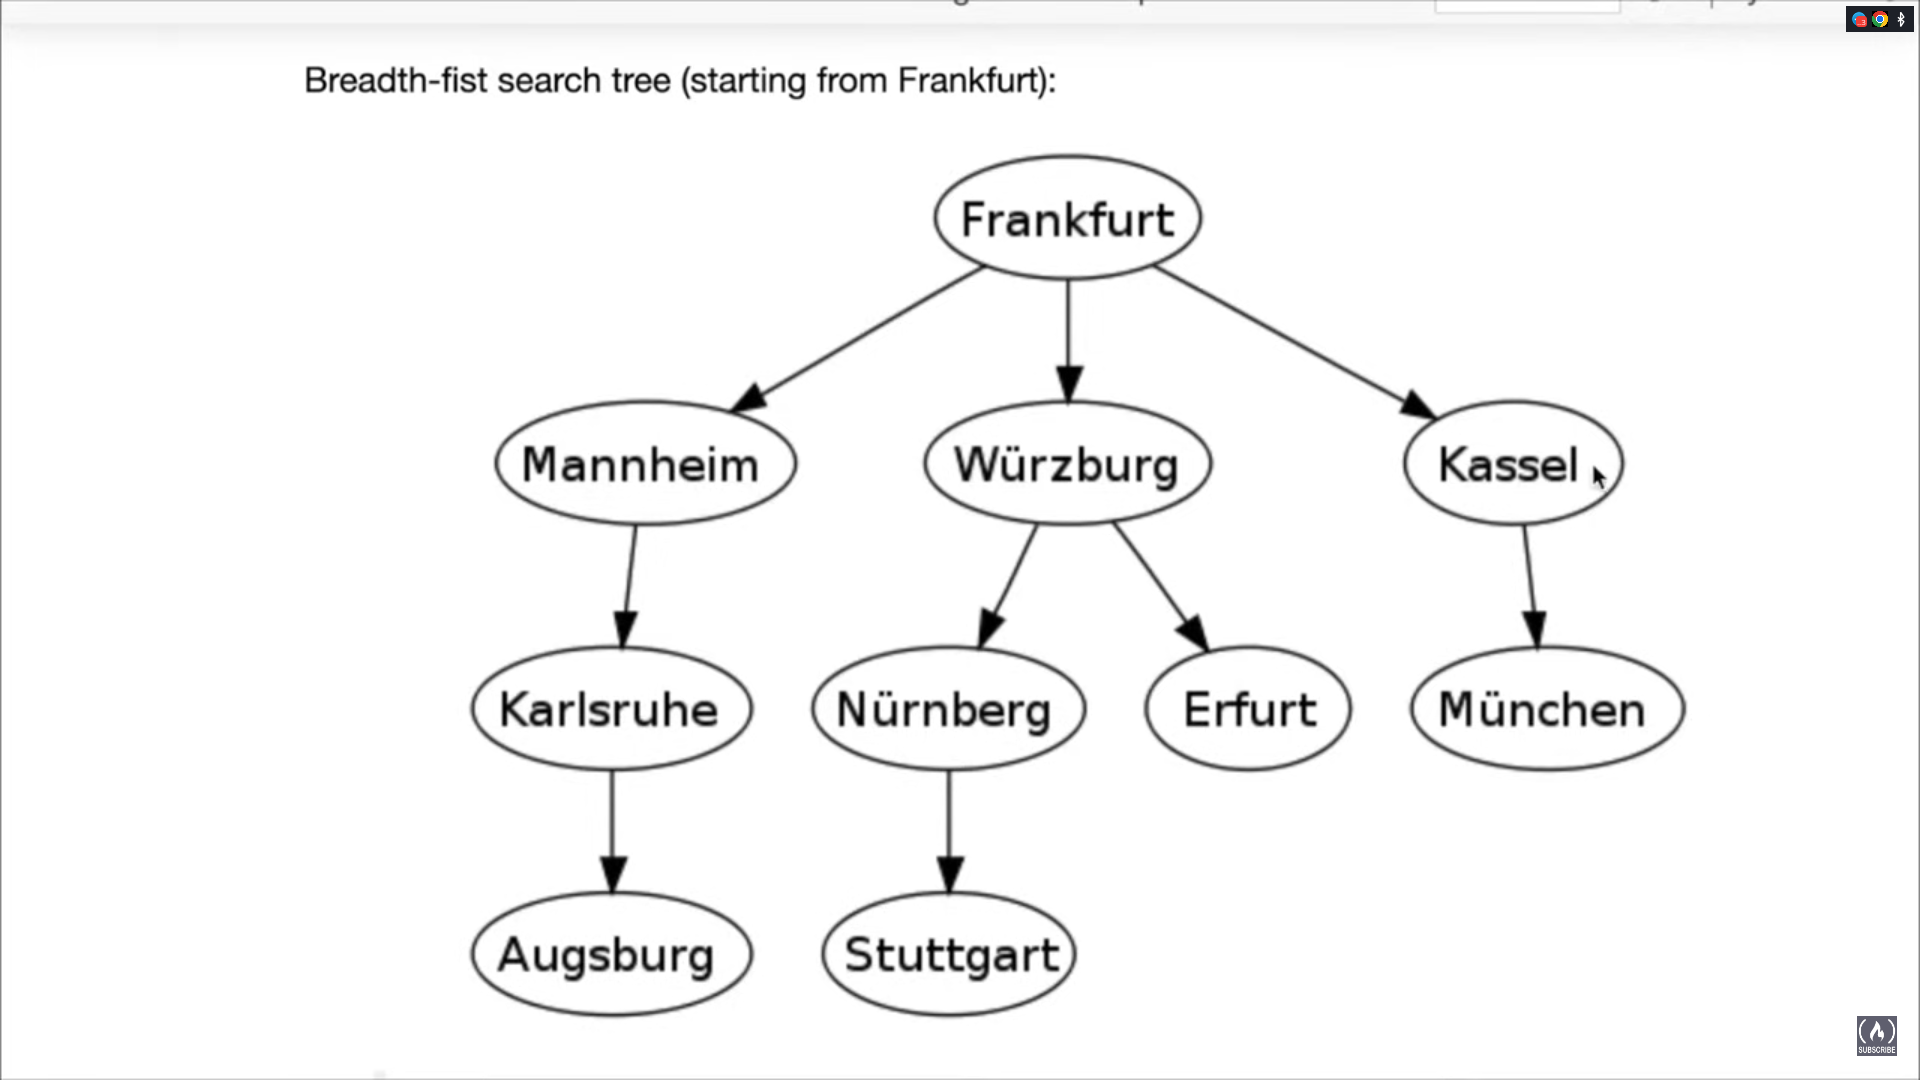 Breadth-fist search tree (starting from Frankfurt):
Frankfurt
Mannheim
Würzburg
Kassel
Karlsruhe
Nürnberg
Erfurt
München
Augsburg
Stuttgart
SUBSCRIBE